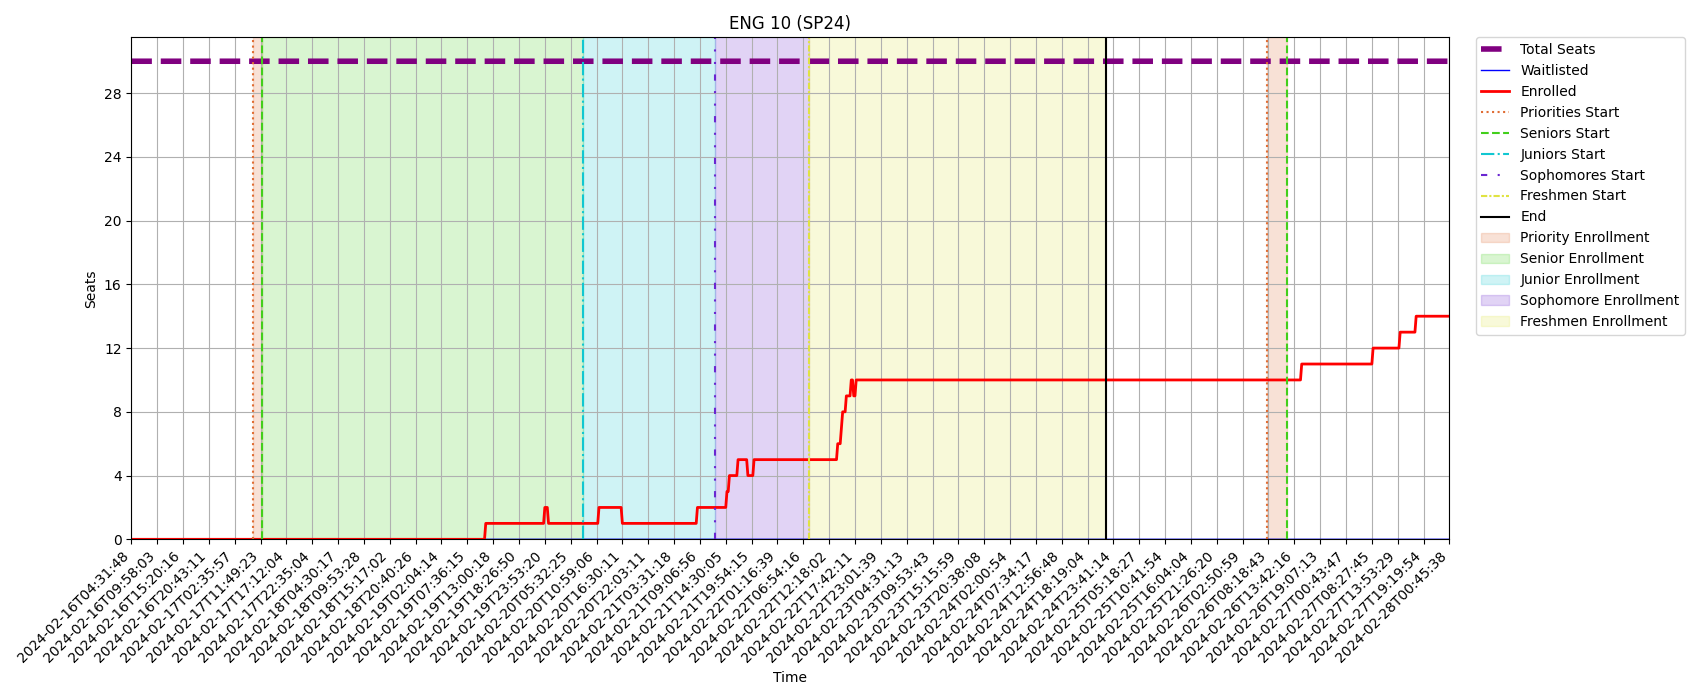 ENG 10 (SP24)
Seats
28
24
20
16
12
8
4
0
2024-02-16T04:31:48
2024-02-16T09:58:03
2024-02-16T15:20:16
2024-02-16T20:43:11
2024-02-17T02:35:57
2024-02-17T11:49:23
2024-02-17T17:12:04
2024-02-17T22:35:04
2024-02-18T04:30:17
2024-02-18T09:53:28
2024-02-18T15:17:02
2024-02-18T20:40:26
2024-02-19T02:04:14
2024-02-19T07:36:15
2024-02-19T13:00:18
2024-02-19T18:26:50
2024-02-19T23:53:20
2024-02-20T05:32:25
2024-02-20T10:59:06
2024-02-20T16:30:11
2024-02-20T22:03:11
2024-02-21T03:31:18
2024-02-21T09:06:56
2024-02-21T14:30:05
2024-02-21T19:54:15
2024-02-22T01:16:39
2024-02-22T06:54:16
2024-02-22T12:18:02
2024-02-22T17:42:11
2024-02-22T23:01:39
2024-02-23T04:31:13
2024-02-23T09:53:43
2024-02-23T15:15:59
2024-02-23T20:38:08
2024-02-24T02:00:54
2024-02-24T07:34:17
2024-02-24T12:56:48
2024-02-24T18:19:04
2024-02-24T23:41:14
2024-02-25T05:18:27
2024-02-25T10:41:54
2024-02-25T16:04:04
2024-02-25T21:26:20
2024-02-26T02:50:59
2024-02-26T08:18:43
2024-02-26T13:42:16
2024-02-26T19:07:13
2024-02-27T00:43:47
2024-02-27T08:27:45
2024-02-27T13:53:29
2024-02-27T19:19:54
2024-02-28T00:45:38
Time
Total Seats
Waitlisted
Enrolled
Priorities Start
Seniors Start
Juniors Start
Sophomores Start
Freshmen Start
End
Priority Enrollment
Senior Enrollment
Junior Enrollment
Sophomore Enrollment
Freshmen Enrollment